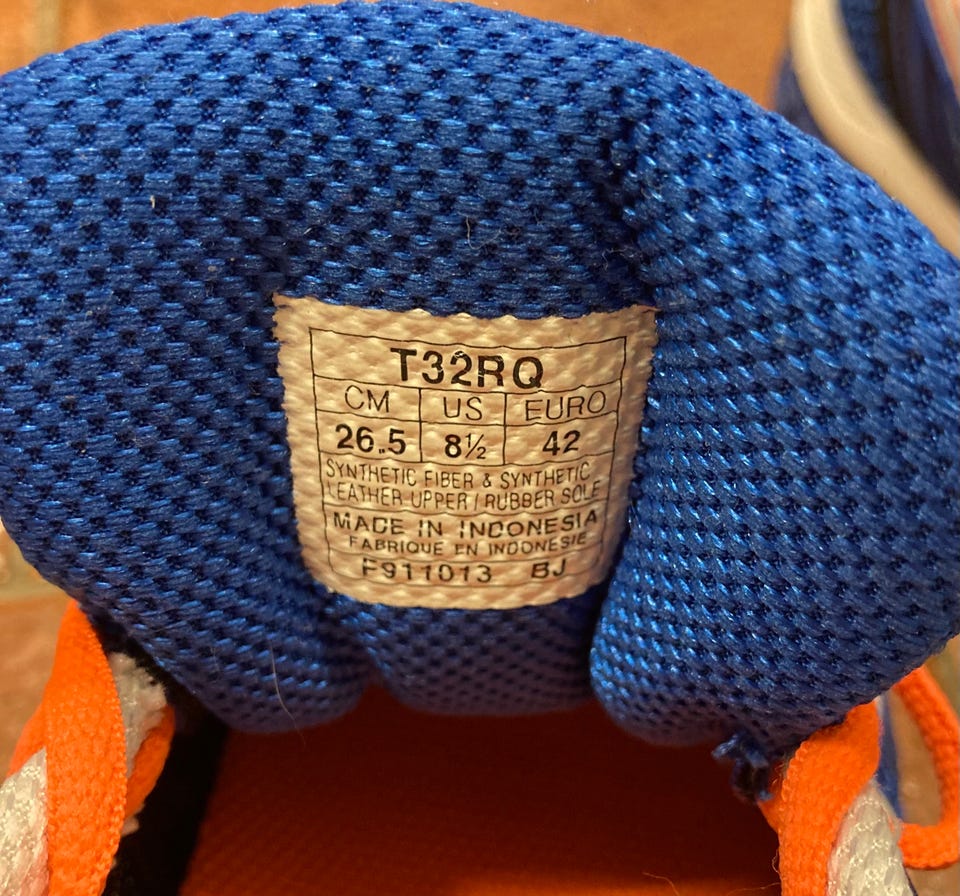 T32RQ
CM US EURO
26.5 8½ 42
SYNTHETIC FIBER & SYNTHETIC
LEATHER UPPER / RUBBER SOLE
MADE IN INDONESIA
FABRIQUE EN INDONESIE
F911013 BJ